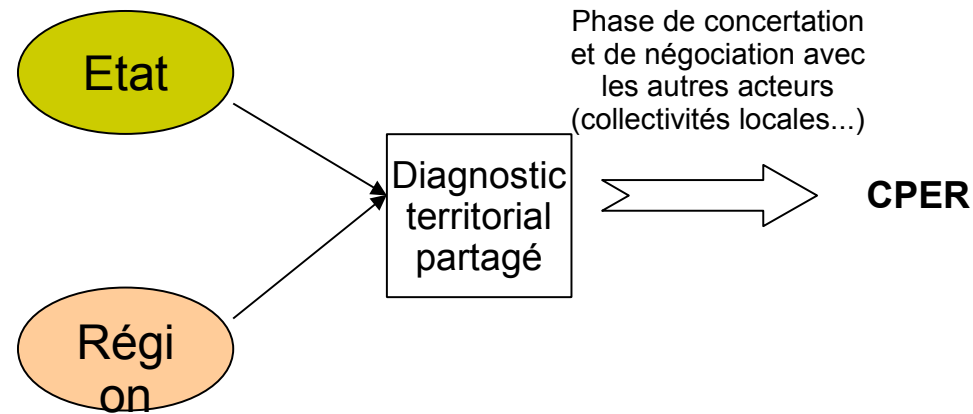 Etat
Phase de concertation
et de négociation avec
les autres acteurs
(collectivités locales...)
Diagnostic
territorial
partagé
CPER
Régi
on